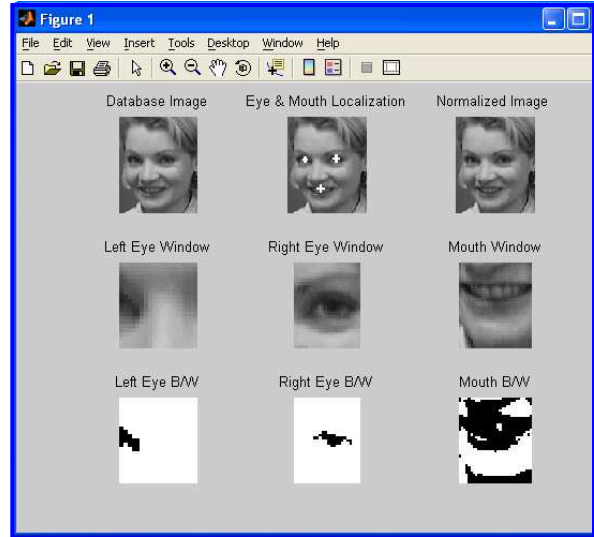 Figure 1
File Edit View Insert Tools Desktop Window Help
Database Image Eye & Mouth Localization Normalized Image
Left Eye Window Right Eye Window Mouth Window
Left Eye B/W Right Eye B/W Mouth B/W